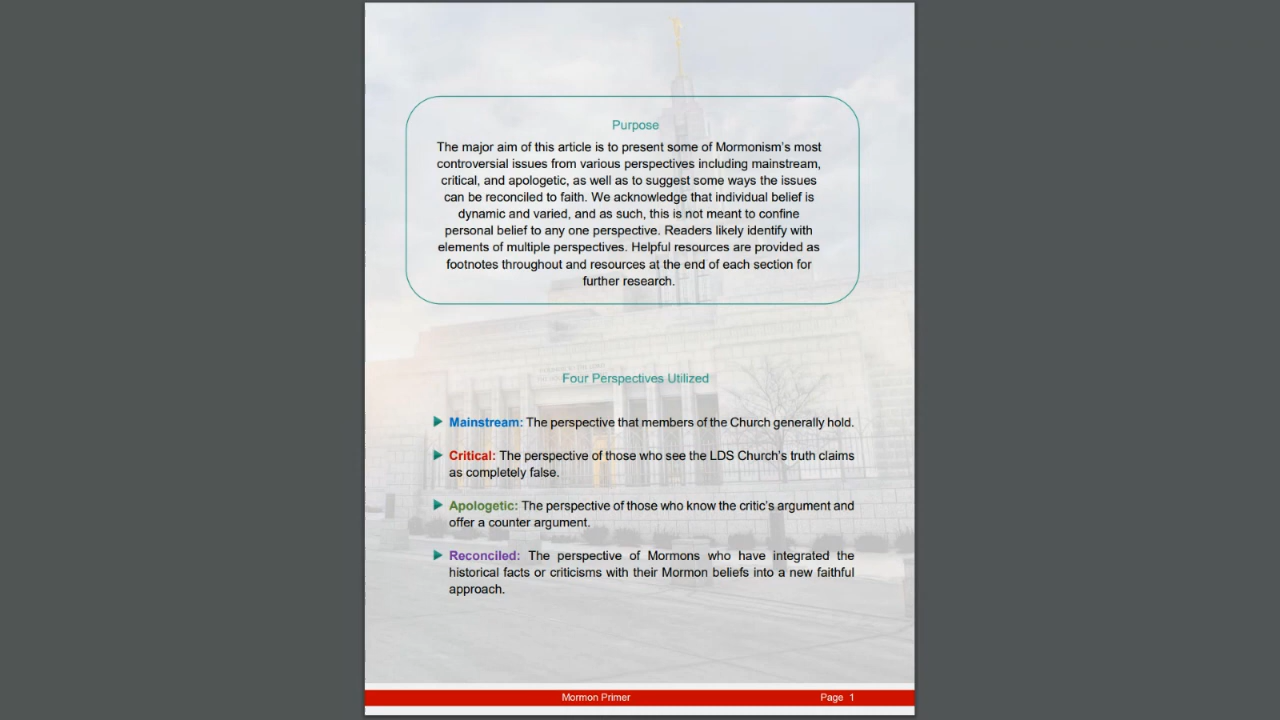 Purpose
The major aim of this article is to present some of Mormonism's most
controversial issues from various perspectives including mainstream,
critical, and apologetic, as well as to suggest some ways the issues
can be reconciled to faith. We acknowledge that individual belief is
dynamic and varied, and as such, this is not meant to confine
personal belief to any one perspective. Readers likely identify with
elements of multiple perspectives. Helpful resources are provided as
footnotes throughout and resources at the end of each section for
further research.
Four Perspectives Utilized
Mainstream: The perspective that members of the Church generally hold.
Critical: The perspective of those who see the LDS Church's truth claims
as completely false.
Apologetic: The perspective of those who know the critic's argument and
offer a counter argument.
Reconciled: The perspective of Mormons who have integrated the
historical facts or criticisms with their Mormon beliefs into a new faithful
approach.
Mormon Primer Page 1